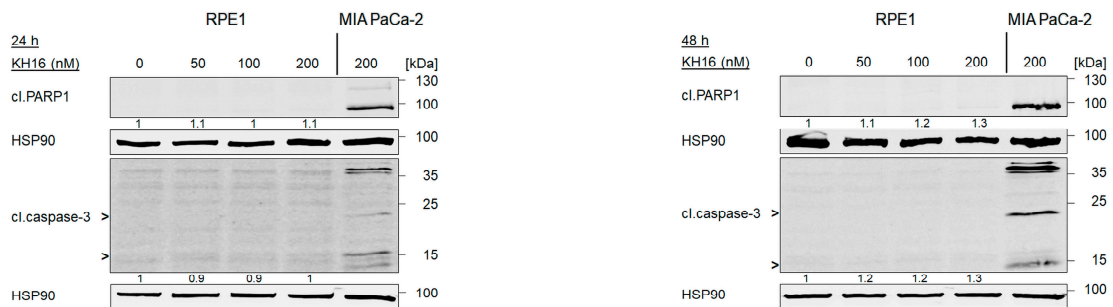 RPE1 MIA PaCa-2
24 h
KH16 (nM) 0 50 100 200 200 [kDa]
cl.PARP1 130
100
1 1.1 1 1.1
HSP90 100
35
25
cl.caspase-3 >
> 15
1 0.9 0.9 1
HSP90 100
RPE1 MIA PaCa-2
48 h
KH16 (nM) 0 50 100 200 200 [kDa]
cl.PARP1 130
100
1 1.1 1.2 1.3
HSP90 100
35
25
cl.caspase-3 >
> 15
1 1.2 1.2 1.3
HSP90 100